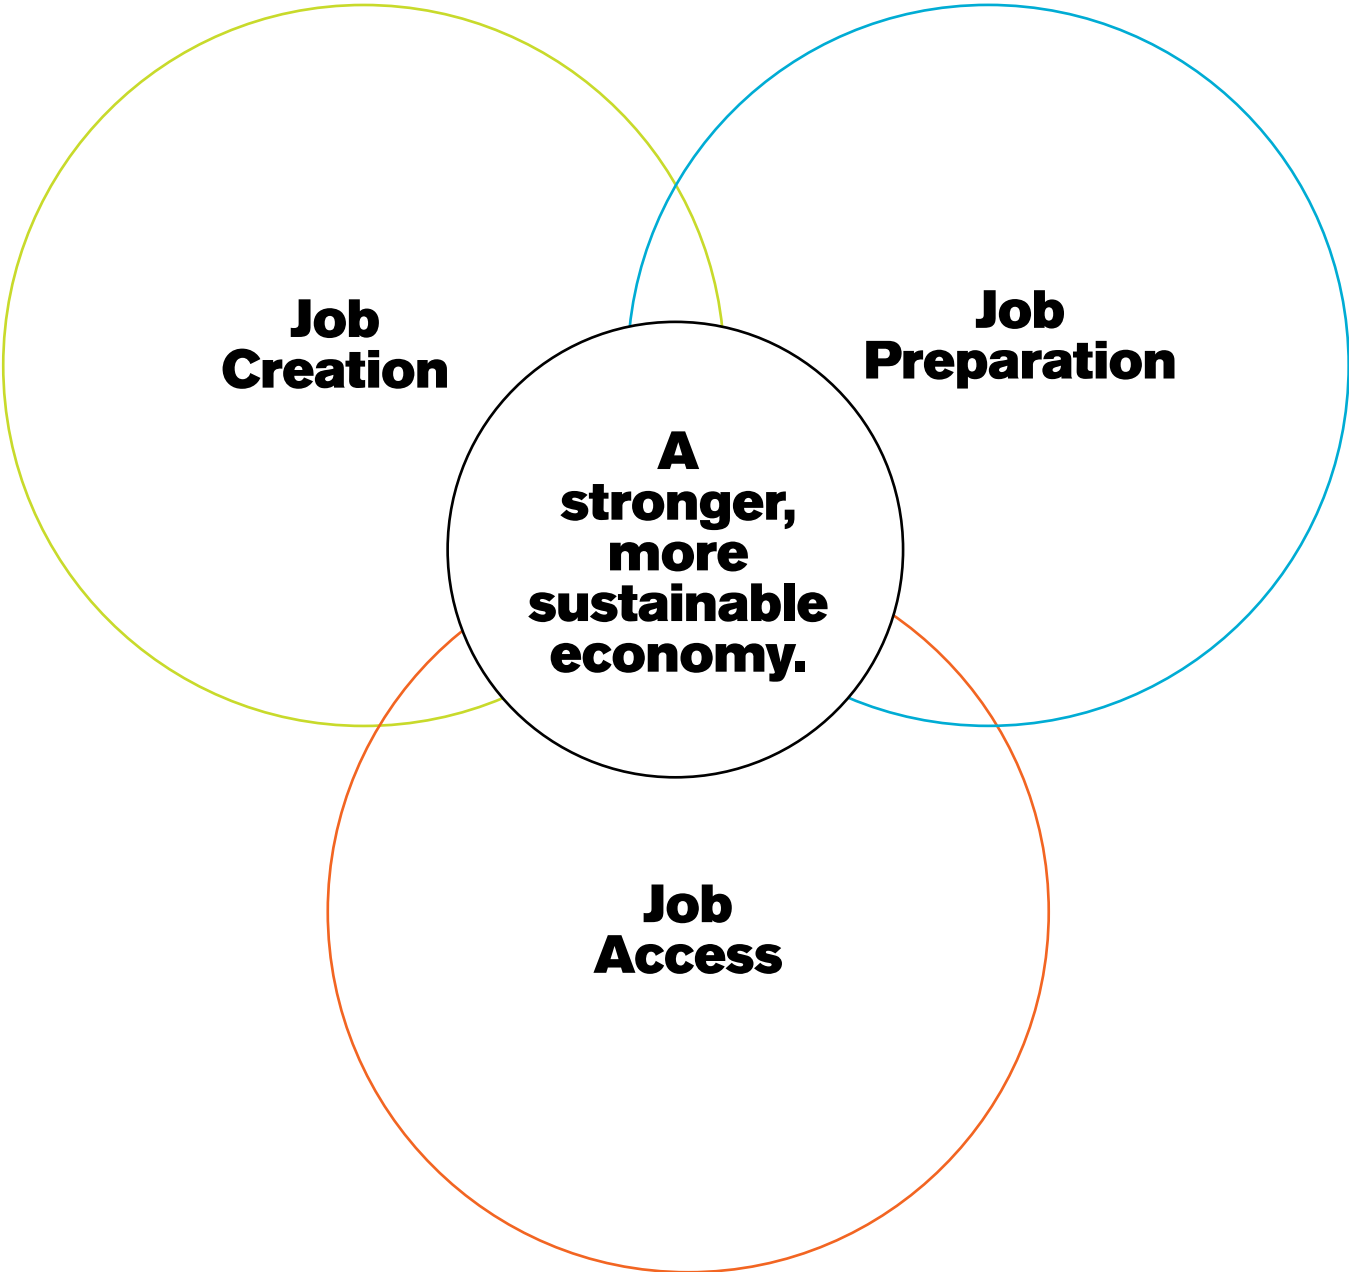 Job
Creation
Job
Preparation
A
stronger,
more
sustainable
economy.
Job
Access